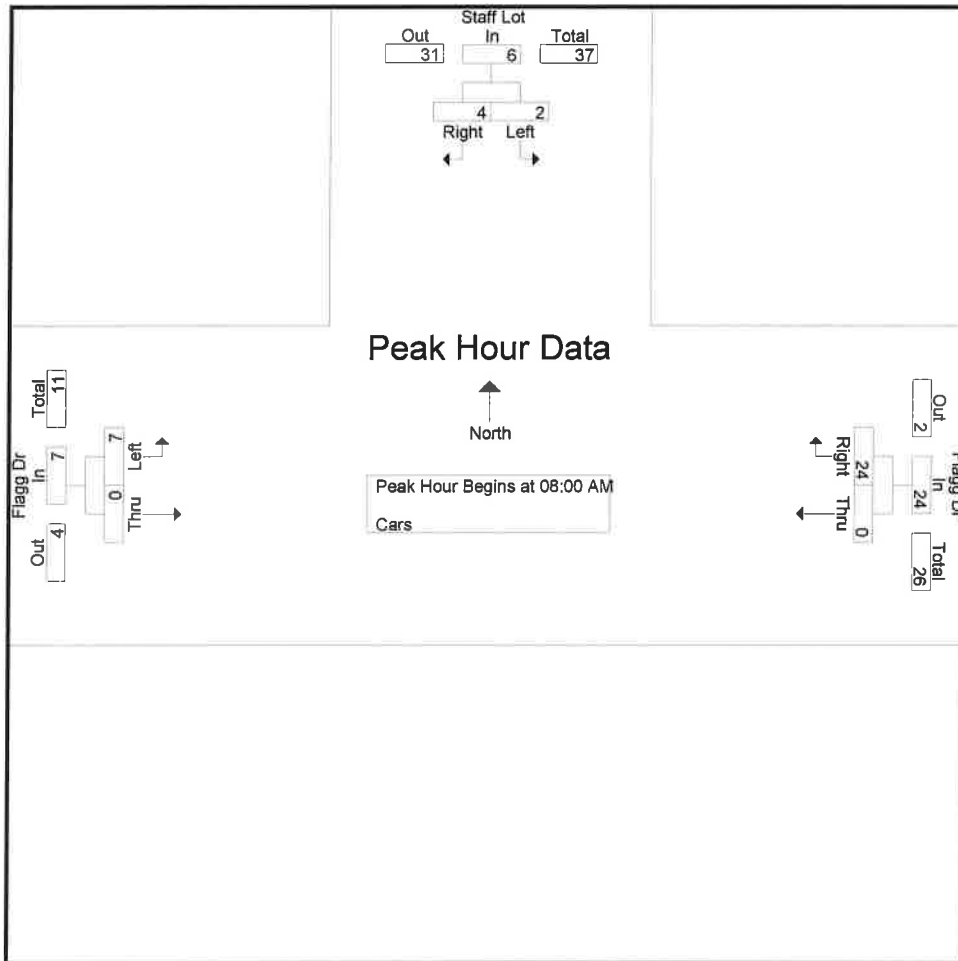 Staff Lot
Out In Total
31 6 37
4 2
Right Left
Peak Hour Data
North
Peak Hour Begins at 08:00 AM
Cars
Flagg Dr
Out In Total
4 7 11
Thru Left
0 7
Flagg Dr
Out In Total
2 24 26
Right Thru
24 0